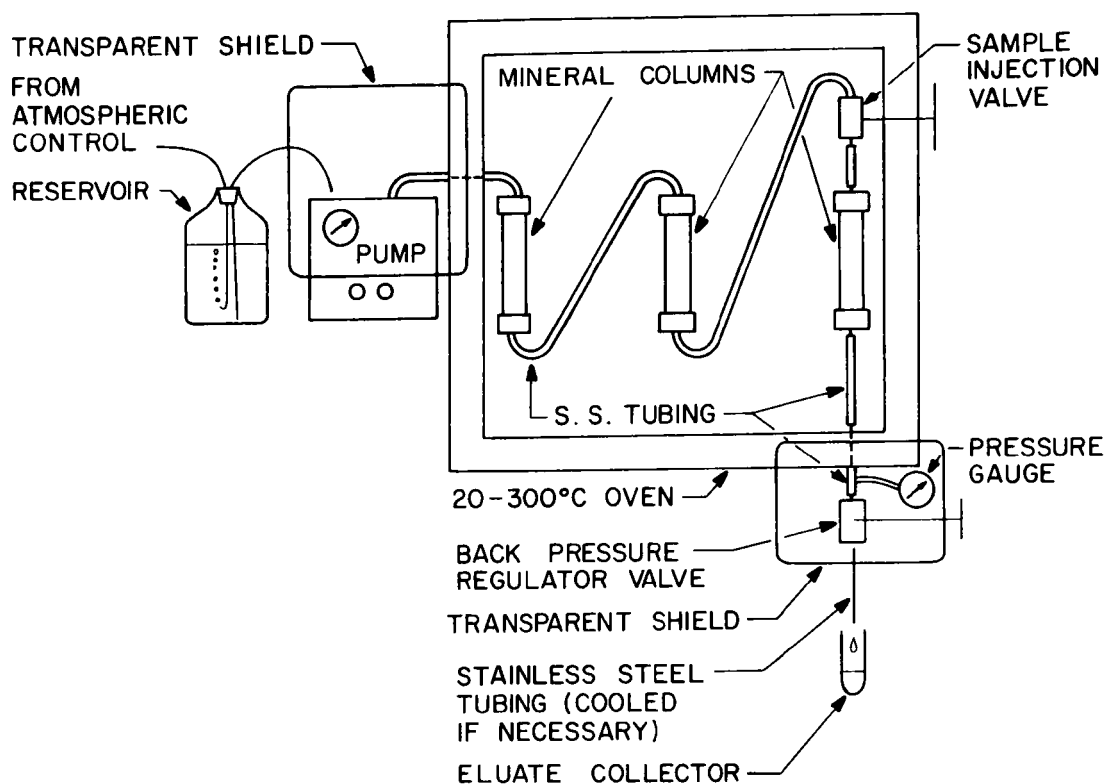 TRANSPARENT SHIELD
FROM
ATMOSPHERIC
CONTROL
RESERVOIR
PUMP
MINERAL COLUMNS
SAMPLE
INJECTION
VALVE
S. S. TUBING
PRESSURE
GAUGE
20-300°C OVEN
BACK PRESSURE
REGULATOR VALVE
TRANSPARENT SHIELD
STAINLESS STEEL
TUBING (COOLED
IF NECESSARY)
ELUATE COLLECTOR